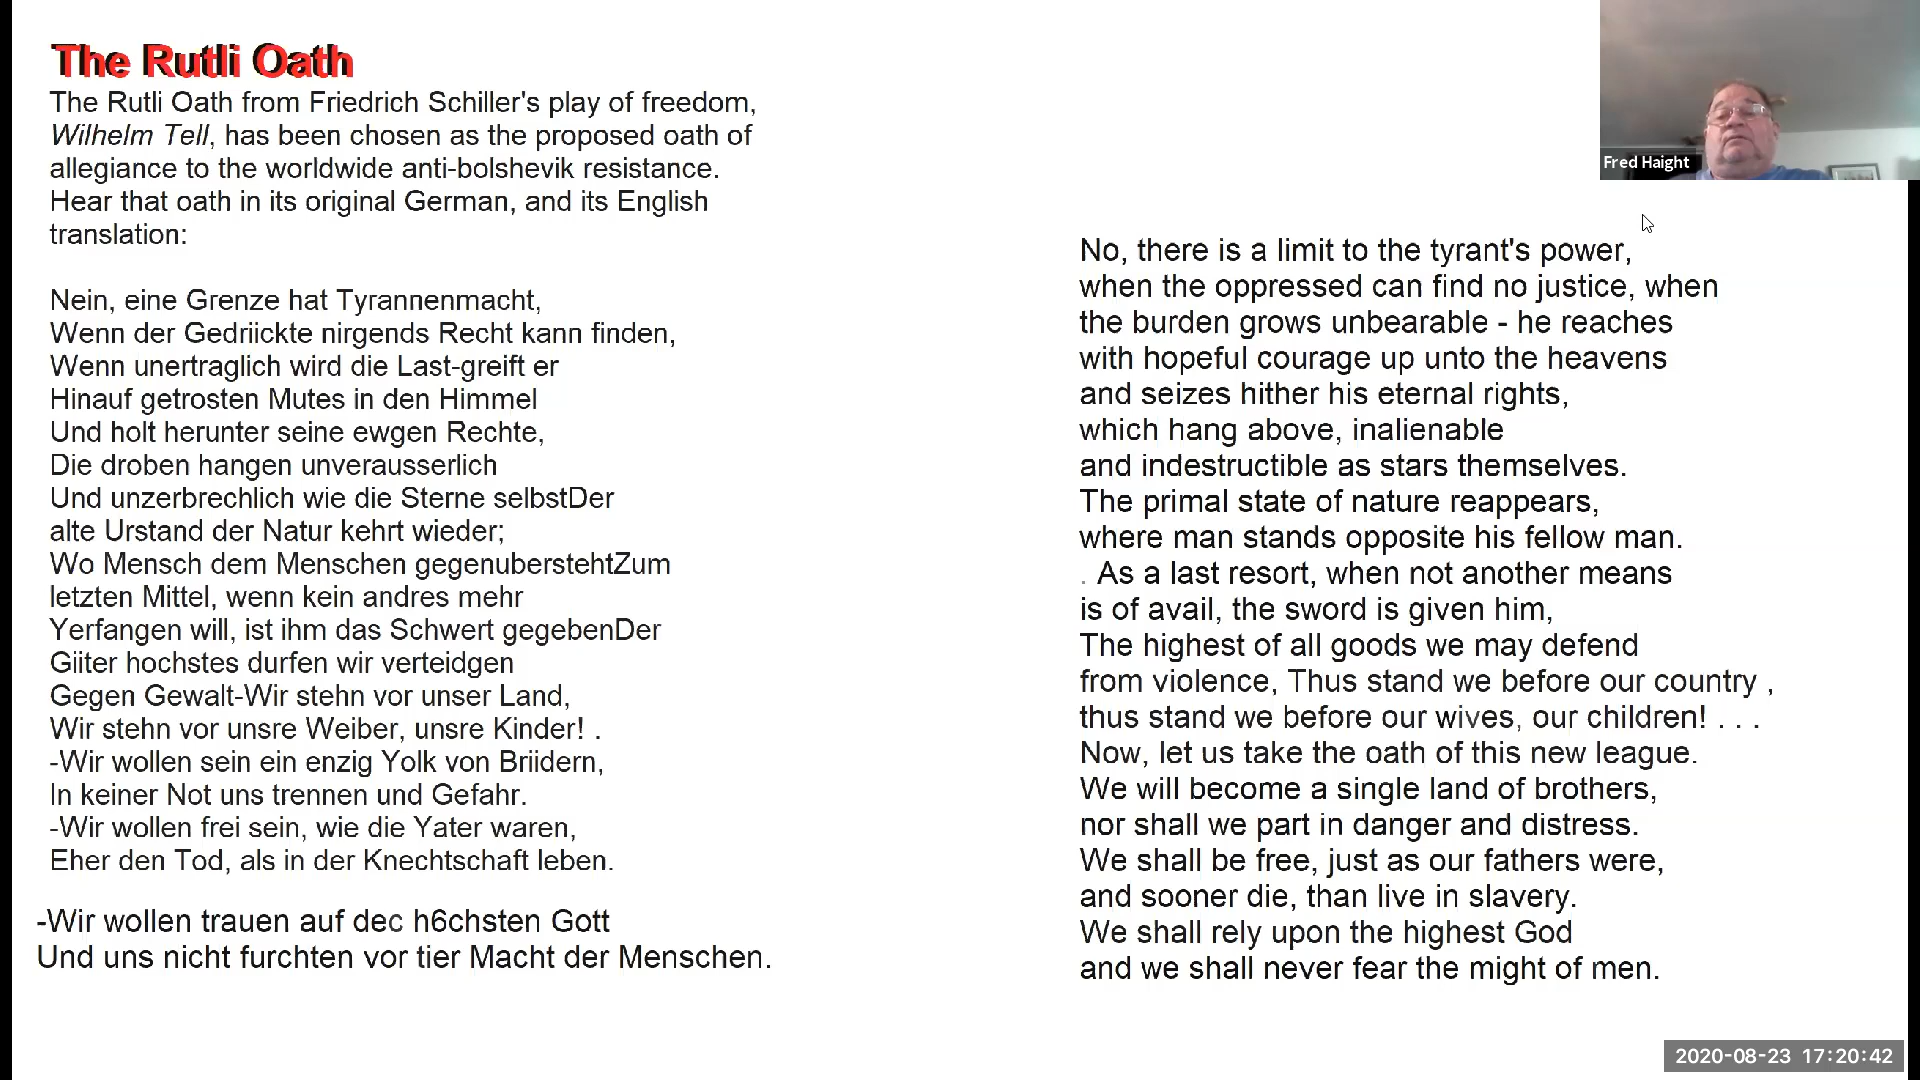 The Rutli Oath
The Rutli Oath from Friedrich Schiller's play of freedom,
Wilhelm Tell, has been chosen as the proposed oath of
allegiance to the worldwide anti-bolshevik resistance.
Hear that oath in its original German, and its English
translation:
Nein, eine Grenze hat Tyrannenmacht,
Wenn der Gedriickte nirgends Recht kann finden,
Wenn unertraglich wird die Last-greift er
Hinauf getrosten Mutes in den Himmel
Und holt herunter seine ewgen Rechte,
Die droben hangen unverausserlich
Und unzerbrechlich wie die Sterne selbstDer
alte Urstand der Natur kehrt wieder;
Wo Mensch dem Menschen gegenuberstehtZum
letzten Mittel, wenn kein andres mehr
Yerfangen will, ist ihm das Schwert gegebenDer
Giiter hochstes durfen wir verteidgen
Gegen Gewalt-Wir stehn vor unser Land,
Wir stehn vor unsre Weiber, unsre Kinder! .
-Wir wollen sein ein enzig Yolk von Briidern,
In keiner Not uns trennen und Gefahr.
-Wir wollen frei sein, wie die Yater waren,
Eher den Tod, als in der Knechtschaft leben.
-Wir wollen trauen auf dec h6chsten Gott
Und uns nicht furchten vor tier Macht der Menschen.
Fred Haight
No, there is a limit to the tyrant's power,
when the oppressed can find no justice, when
the burden grows unbearable - he reaches
with hopeful courage up unto the heavens
and seizes hither his eternal rights,
which hang above, inalienable
and indestructible as stars themselves.
The primal state of nature reappears,
where man stands opposite his fellow man.
. As a last resort, when not another means
is of avail, the sword is given him,
The highest of all goods we may defend
from violence, Thus stand we before our country ,
thus stand we before our wives, our children! . . .
Now, let us take the oath of this new league.
We will become a single land of brothers,
nor shall we part in danger and distress.
We shall be free, just as our fathers were,
and sooner die, than live in slavery.
We shall rely upon the highest God
and we shall never fear the might of men.
2020-08-23 17:20:42